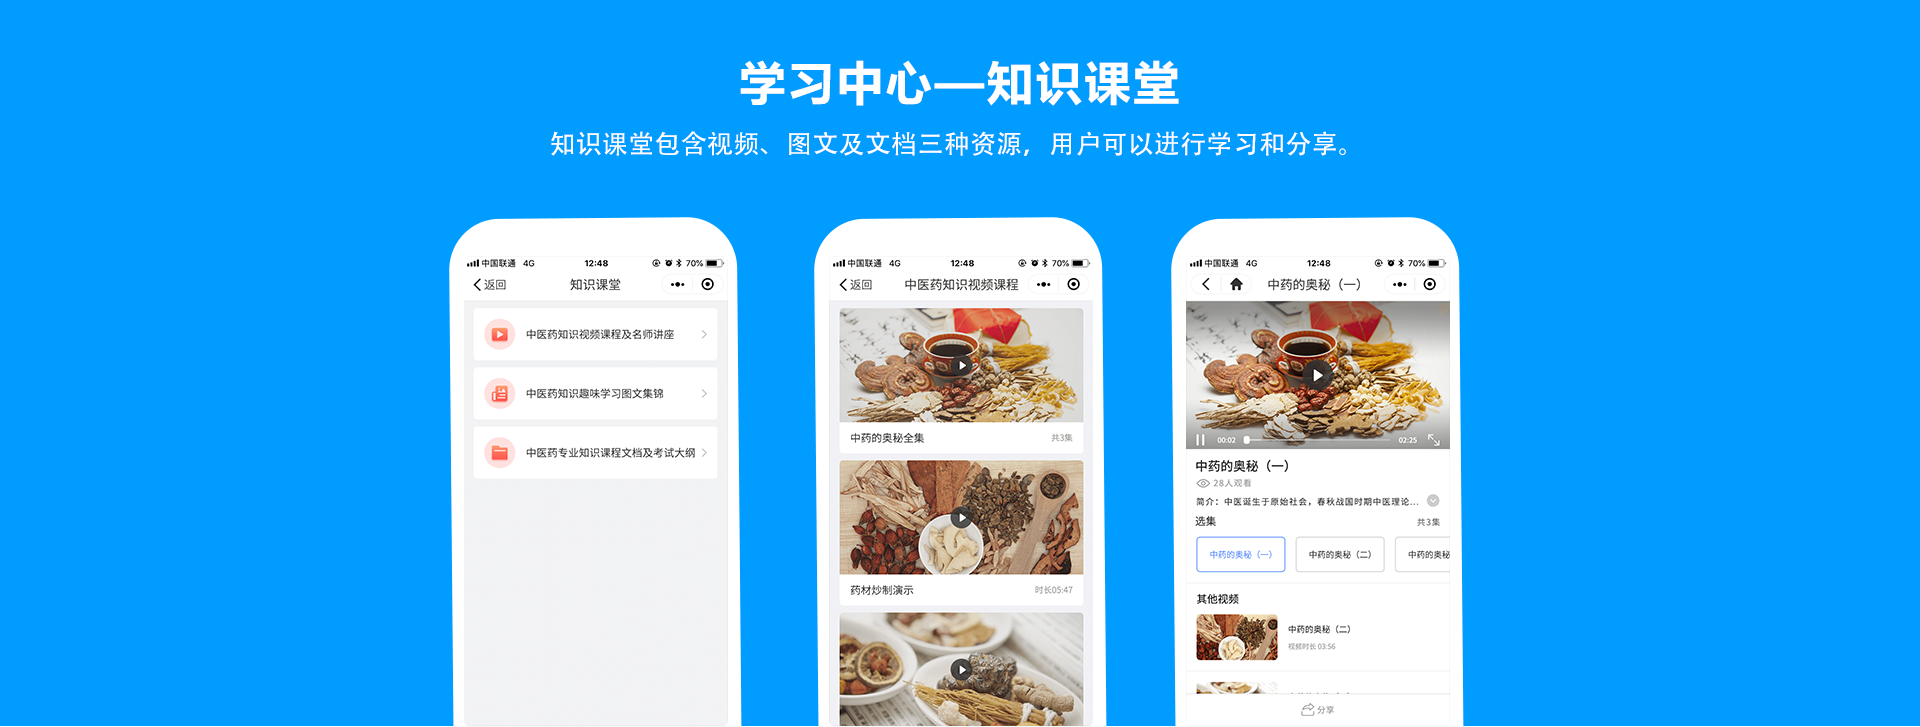 学习中心—知识课堂
知识课堂包含视频、图文及文档三种资源，用户可以进行学习和分享。
中国联通 4G 12:48 70%
返回 知识课堂
中医药知识视频课程及名师讲座
中医药知识趣味学习图文集锦
中医药专业知识课程文档及考试大纲
中国联通 4G 12:48 70%
返回 中医药知识视频课程
中药的奥秘全集 共3集
药材炒制演示 时长05:47
中国联通 4G 12:48 70%
中药的奥秘（一）
00:02 02:25
中药的奥秘（一）
28人观看
简介：中医诞生于原始社会，春秋战国时期中医理论...
选集 共3集
中药的奥秘（一） 中药的奥秘（二） 中药的奥秘
其他视频
中药的奥秘（二）
视频时长 03:56
分享